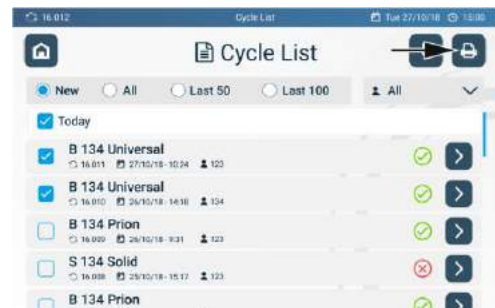 16.012 Cycle List Tue 27/10/18 15:00
Cycle List
New All Last 50 Last 100 All
Today
B 134 Universal
16.011 27/10/18 - 10:24 123
B 134 Universal
16.010 26/10/18 - 14:18 134
B 134 Prion
16.009 26/10/18 - 9:31 123
S 134 Solid
16.008 25/10/18 - 15:17 123
B 134 Prion